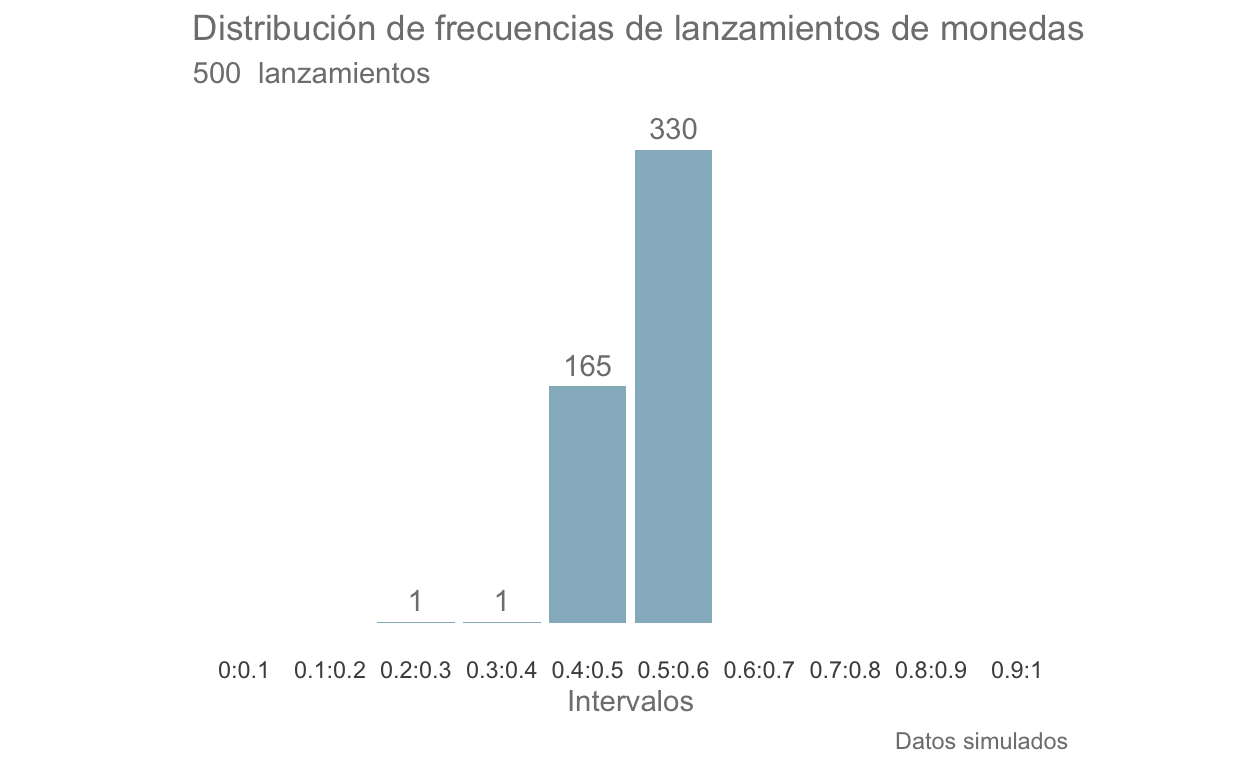 Distribución de frecuencias de lanzamientos de monedas
500  lanzamientos
330
165
1 1
0:0.1 0.1:0.2 0.2:0.3 0.3:0.4 0.4:0.5 0.5:0.6 0.6:0.7 0.7:0.8 0.8:0.9 0.9:1
Intervalos
Datos simulados